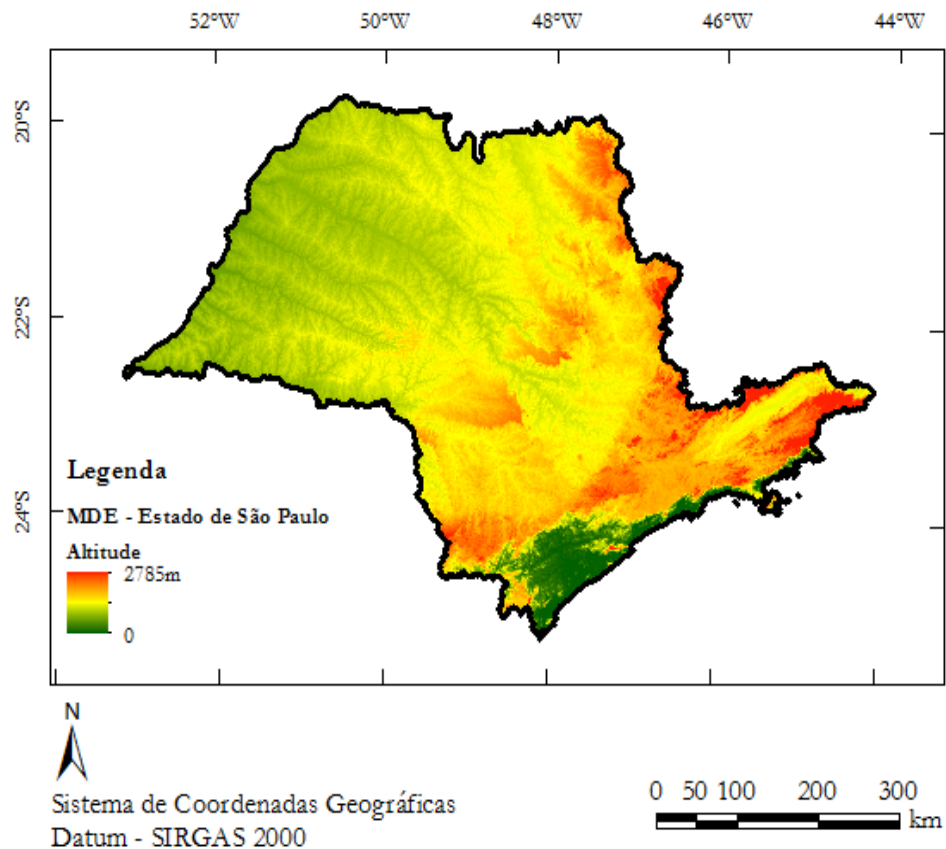 52°W 50°W 48°W 46°W 44°W
20°S
22°S
24°S
Legenda
MDE - Estado de São Paulo
Altitude
2785m
0
N
Sistema de Coordenadas Geográficas
Datum - SIRGAS 2000
0 50 100 200 300
km